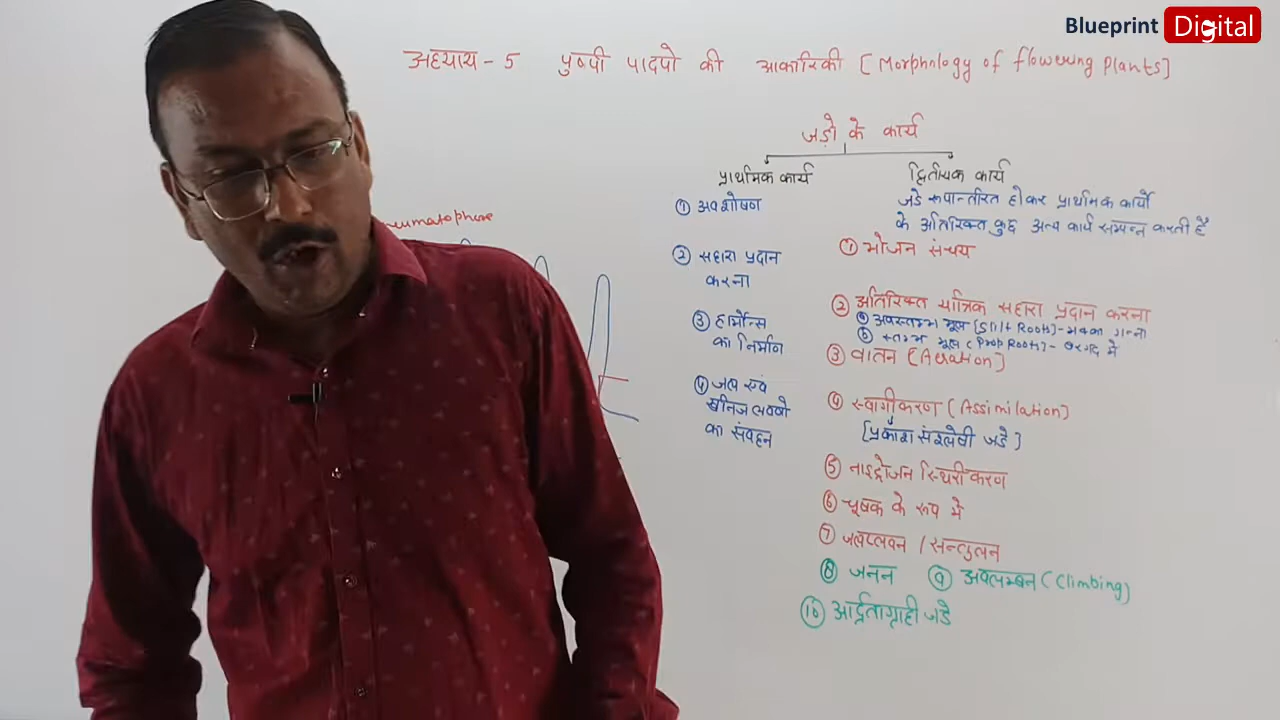 Blueprint Digital
अध्याय - 5 पुष्पी पादपो की आकारिकी [Morphology of flowering Plants]
जड़ो के कार्य
प्राथमिक कार्य
① अवशोषण
② सहारा प्रदान
करना
③ हार्मोन्स
का निर्माण
④ जल एवं
खनिज लवणो
का संवहन
द्वितीयक कार्य
जडे रूपान्तरित होकर प्राथमिक कार्यो
के अतिरिक्त कुछ अन्य कार्य सम्पन्न करती है
① भोजन संचय
② अतिरिक्त यान्त्रिक सहारा प्रदान करना
ⓐ अवस्तम्भ मूल (Stilt Roots) - मक्का गन्ना
ⓑ स्तम्भ मूल (Prop Roots) - बरगद मे
③ वातन (Aeration)
④ स्वांगीकरण (Assimilation)
[प्रकाश संश्लेषी जडे]
⑤ नाइट्रोजन स्थिरीकरण
⑥ चूषक के रूप मे
⑦ जलप्लवन / सन्तुलन
⑧ जनन ⑨ अवलम्बन (Climbing)
⑩ आर्द्रताग्राही जडे